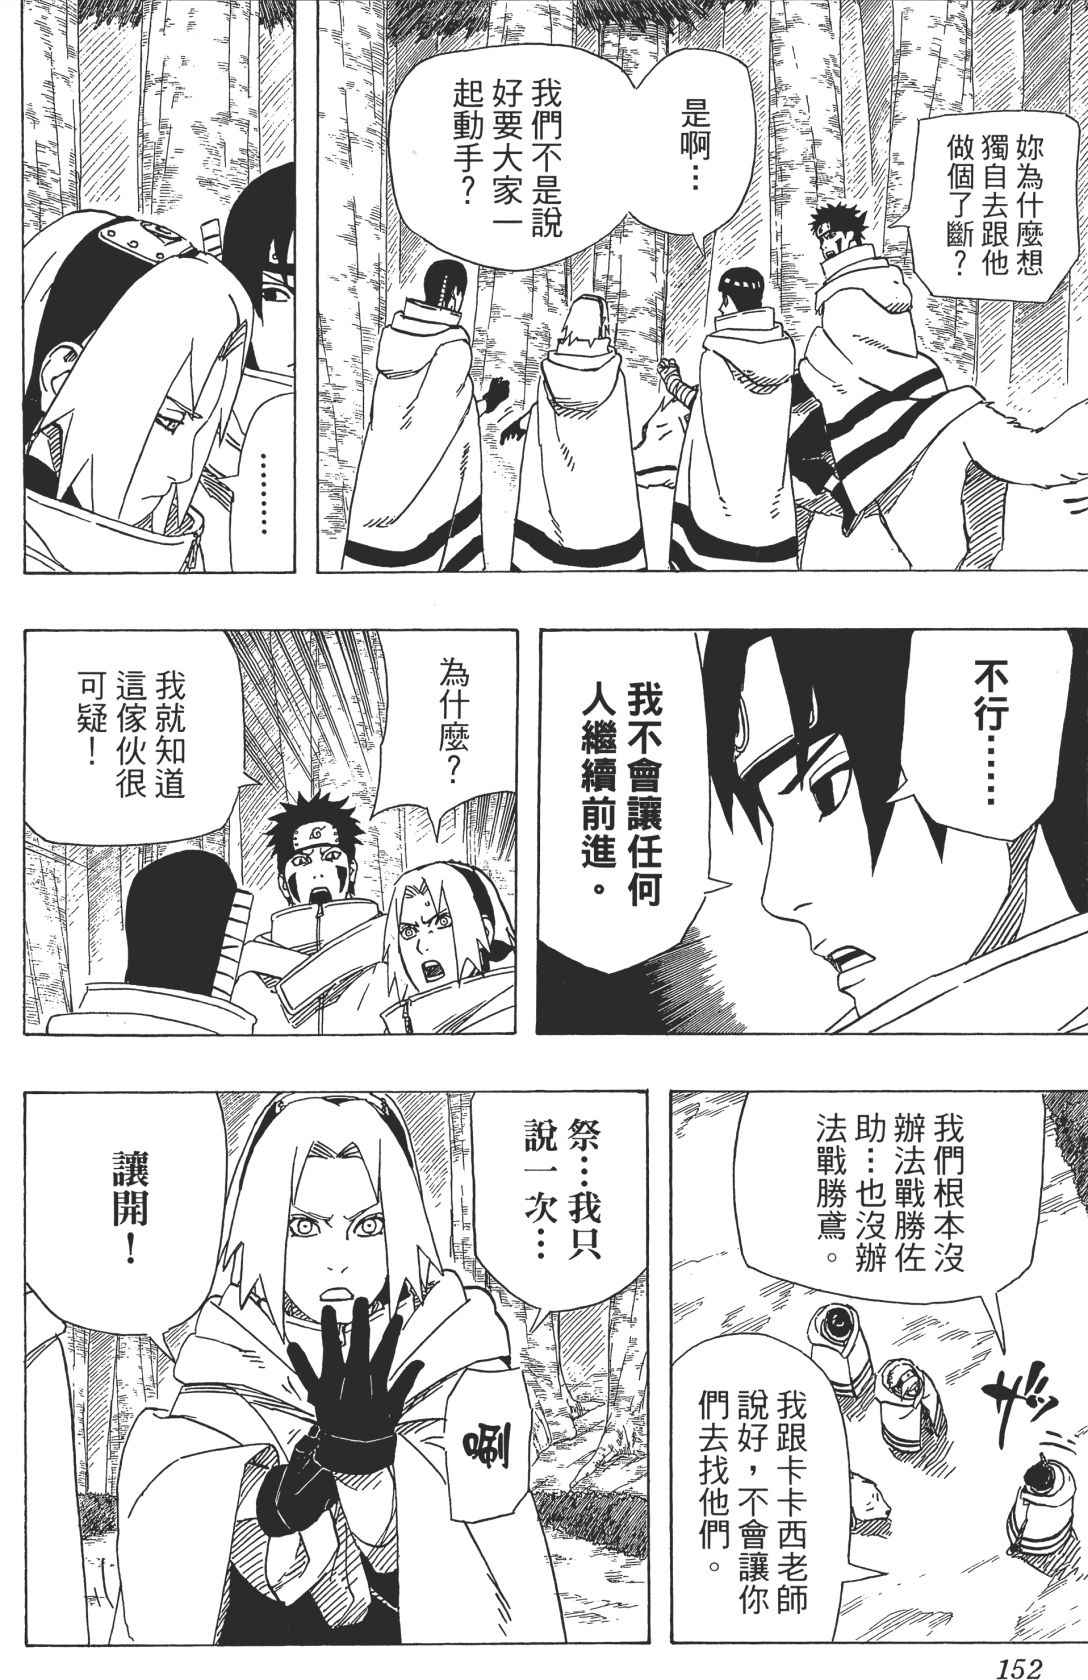 妳為什麼想
獨自去跟他
做個了斷？
是啊…
我們不是說
好要大家一
起動手？
………
不行……
我不會讓任何
人繼續前進。
為什麼？
我就知道
這傢伙很
可疑！
我們根本沒
辦法戰勝佐
助…也沒辦
法戰勝鳶。
ザッ
我跟卡卡西老師
說好，不會讓你
們去找他們。
祭…我只
說一次…
唰
讓開！
152